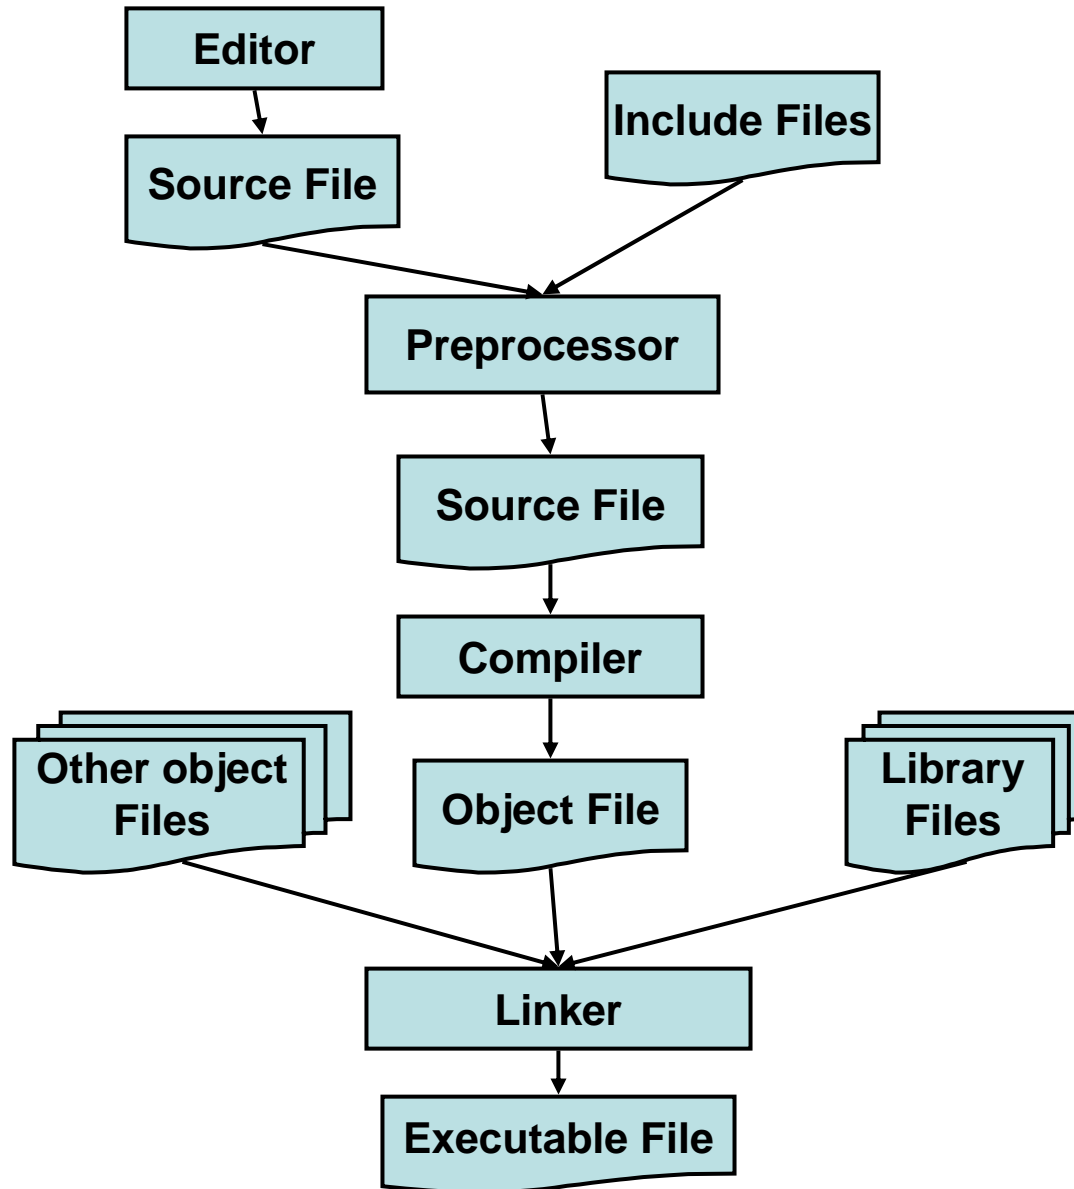 Editor
Include Files
Source File
Preprocessor
Source File
Compiler
Other object
Files
Object File
Library
Files
Linker
Executable File